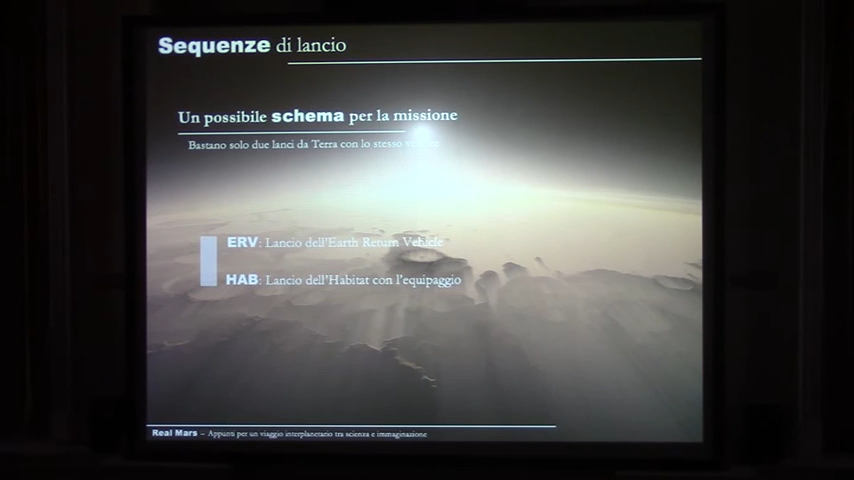 Sequenze di lancio
Un possibile schema per la missione
Bastano solo due lanci da Terra con lo stesso
ERV: Lancio dell'Earth Return Vehicle
HAB: Lancio dell'Habitat con l'equipaggio
Real Mars – Appunti per un viaggio interplanetario tra scienza e immaginazione